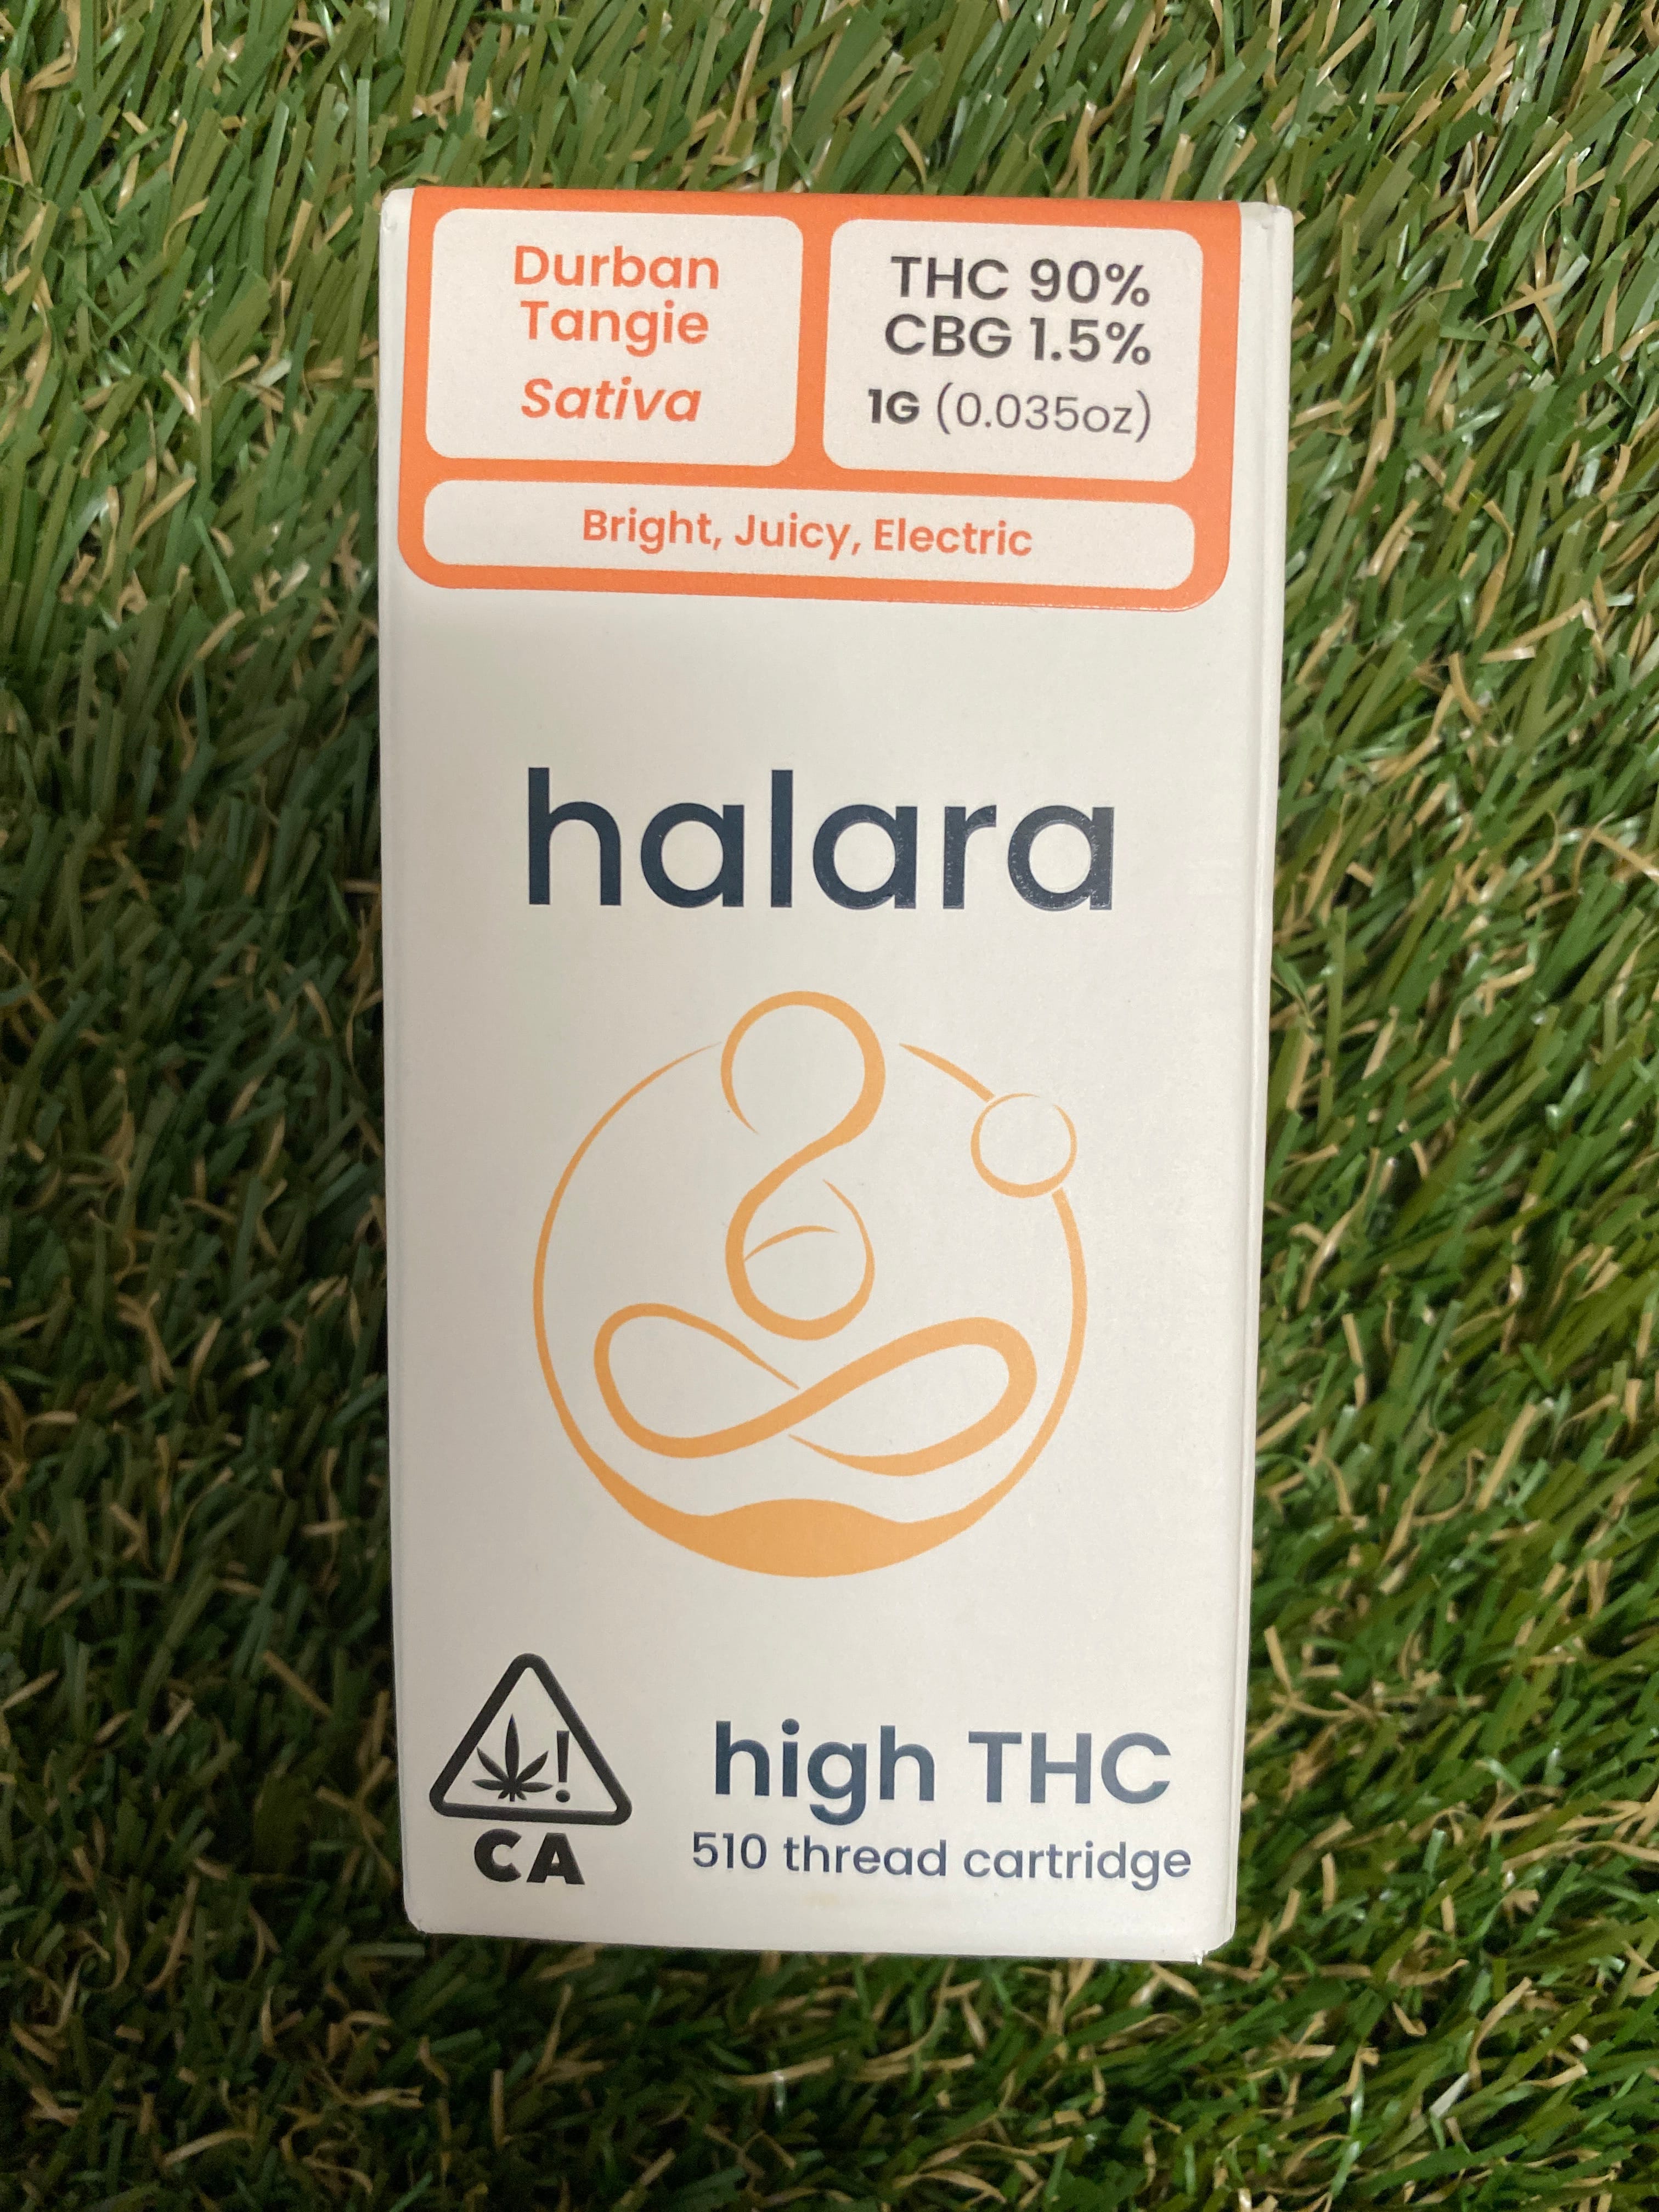 Durban
Tangie
Sativa
THC 90%
CBG 1.5%
1G (0.035oz)
Bright, Juicy, Electric
halara
!
CA
high THC
510 thread cartridge